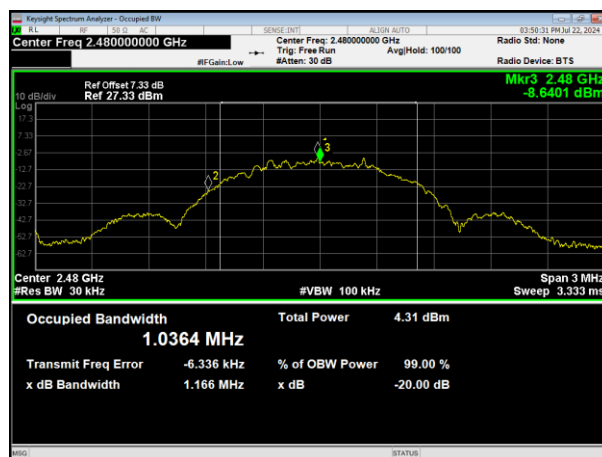 Keysight Spectrum Analyzer - Occupied BW
RL RF 50 Ω AC SENSE:INT ALIGN AUTO 03:50:31 PM Jul 22, 2024
Center Freq 2.480000000 GHz Center Freq: 2.480000000 GHz Radio Std: None
Trig: Free Run Avg|Hold: 100/100
#IFGain:Low #Atten: 30 dB Radio Device: BTS
Mkr3 2.48 GHz
Ref Offset 7.33 dB
-8.6401 dBm
10 dB/div Ref 27.33 dBm
Log
17.3
7.33
-2.67
-12.7
-22.7
-32.7
-42.7
-52.7
-62.7
2
3
Center 2.48 GHz Span 3 MHz
#Res BW 30 kHz #VBW 100 kHz Sweep 3.333 ms
Occupied Bandwidth Total Power 4.31 dBm
1.0364 MHz
Transmit Freq Error -6.336 kHz % of OBW Power 99.00 %
x dB Bandwidth 1.166 MHz x dB -20.00 dB
MSG STATUS